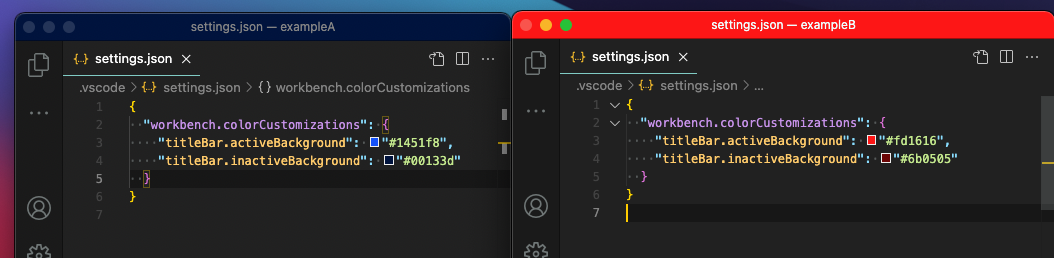 settings.json — exampleA
{..} settings.json ×
.vscode > {..} settings.json > { } workbench.colorCustomizations
1 {
2 "workbench.colorCustomizations": {
3 "titleBar.activeBackground": "#1451f8",
4 "titleBar.inactiveBackground": "#00133d"
5 }
6 }
7
settings.json — exampleB
{..} settings.json ×
.vscode > {..} settings.json > ...
1 {
2 "workbench.colorCustomizations": {
3 "titleBar.activeBackground": "#fd1616",
4 "titleBar.inactiveBackground": "#6b0505"
5 }
6 }
7